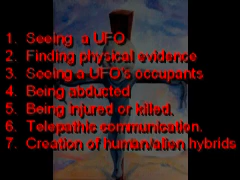 1. Seeing a UFO
2. Finding physical evidence
3. Seeing a UFO's occupants
4. Being abducted
5. Being injured or killed.
6. Telepathic communication.
7. Creation of human/alien hybrids